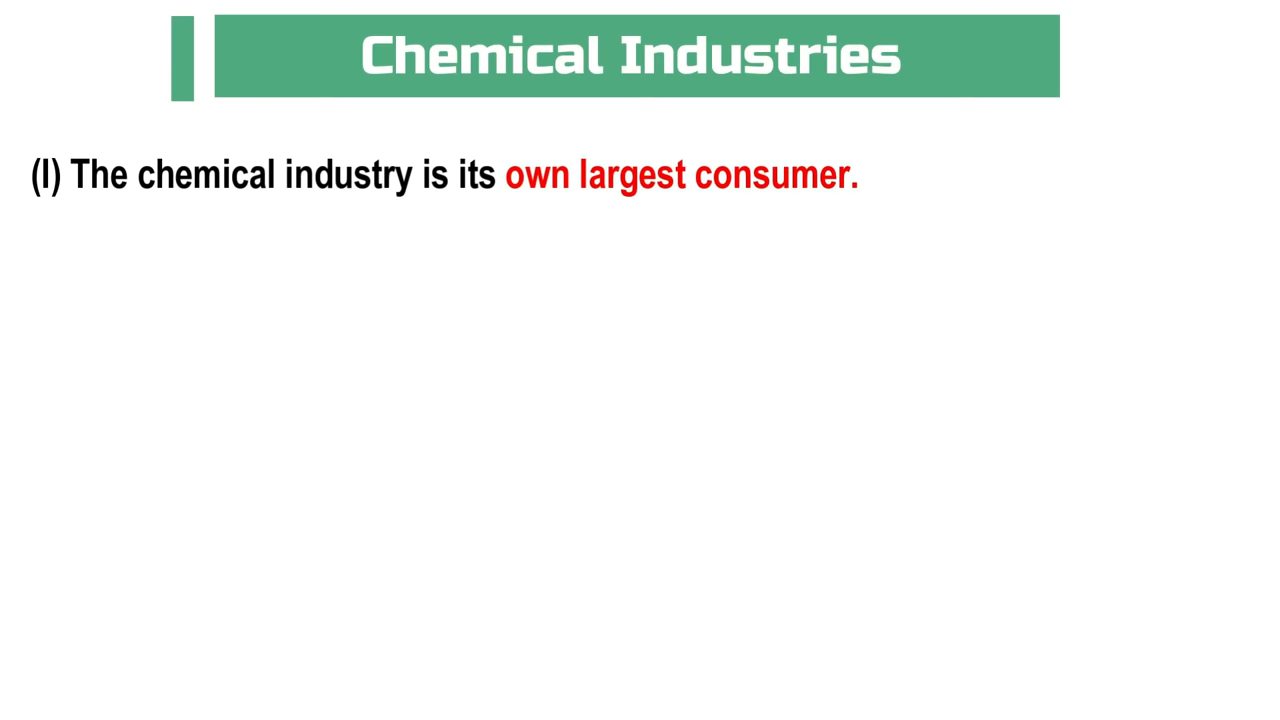 Chemical Industries
(I) The chemical industry is its own largest consumer.